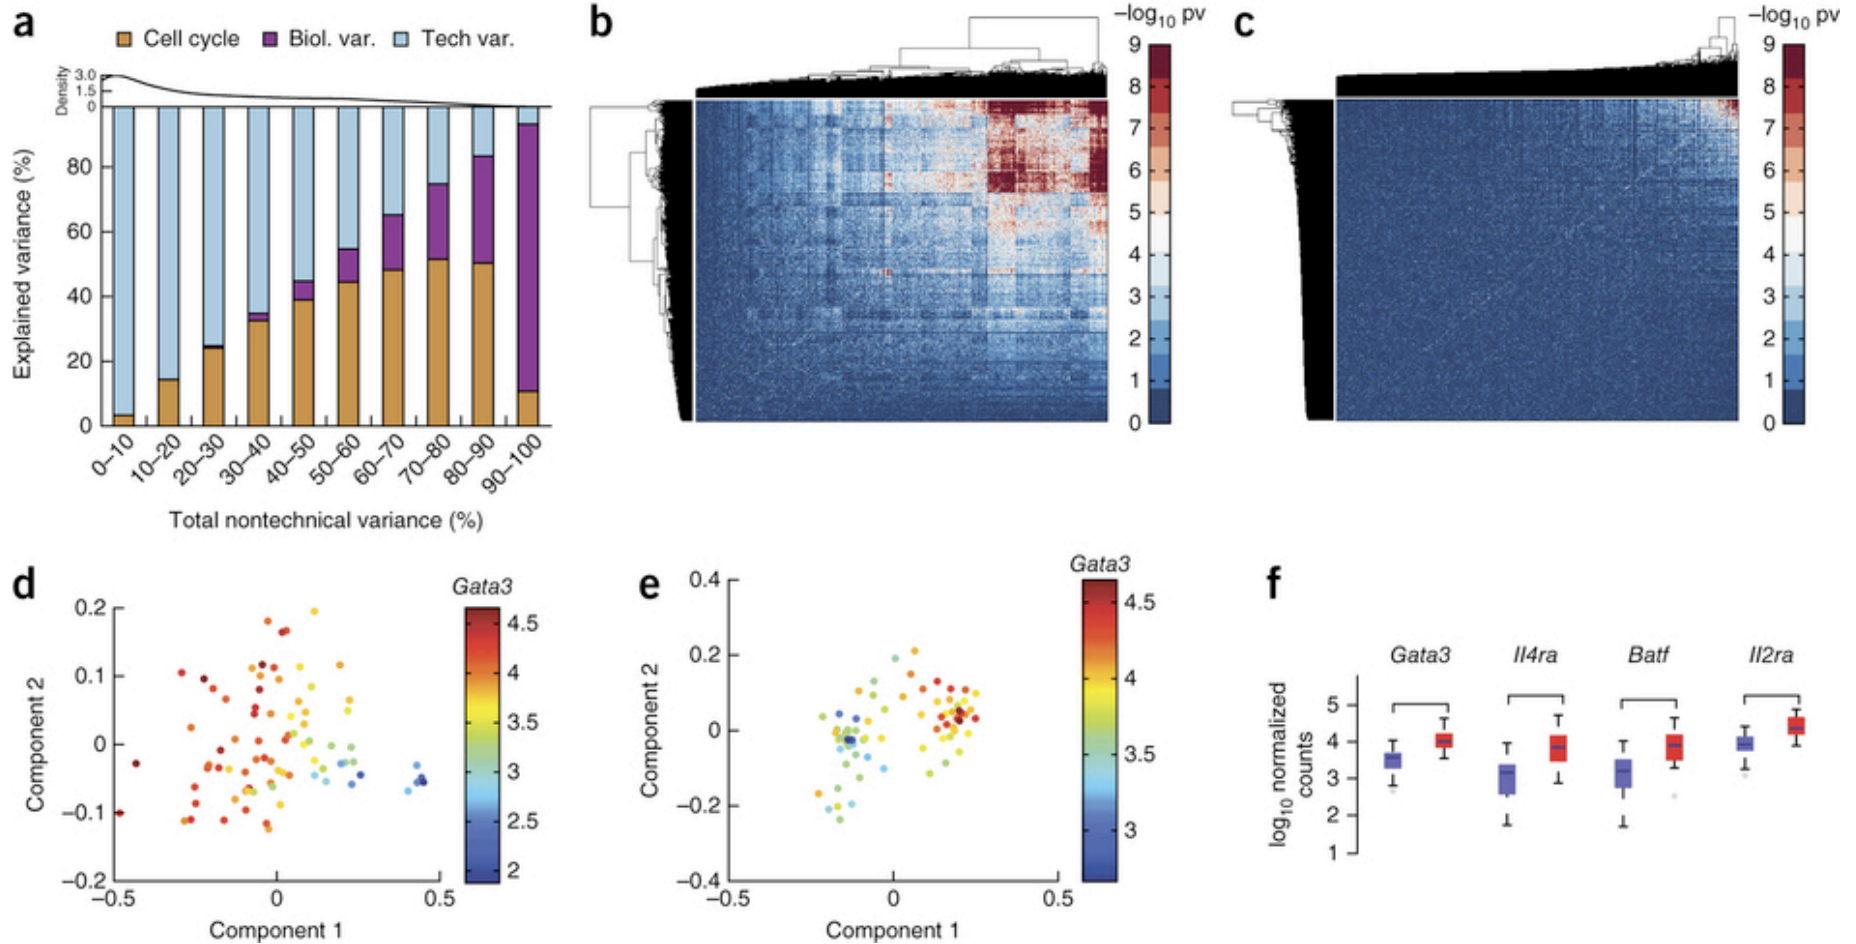 a
Cell cycle Biol. var. Tech var.
Density
3.0
1.5
0
Explained variance (%)
80
60
40
20
0
0–10 10–20 20–30 30–40 40–50 50–60 60–70 70–80 80–90 90–100
Total nontechnical variance (%)
b
–log10 pv
9
8
7
6
5
4
3
2
1
0
c
–log10 pv
9
8
7
6
5
4
3
2
1
0
d
Gata3
Component 2
0.2
0.1
0
–0.1
–0.2
–0.5 0 0.5
Component 1
4.5
4
3.5
3
2.5
2
e
Gata3
Component 2
0.4
0.2
0
–0.2
–0.4
–0.5 0 0.5
Component 1
4.5
4
3.5
3
f
Gata3 Il4ra Batf Il2ra
log10 normalized
counts
5
4
3
2
1